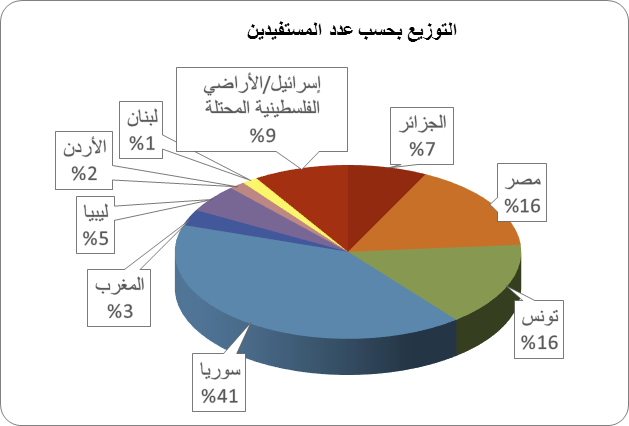 التوزيع بحسب عدد المستفيدين
إسرائيل/الأراضي
الفلسطينية المحتلة
%9
الجزائر
%7
لبنان
%1
الأردن
%2
مصر
%16
ليبيا
%5
المغرب
%3
تونس
%16
سوريا
%41